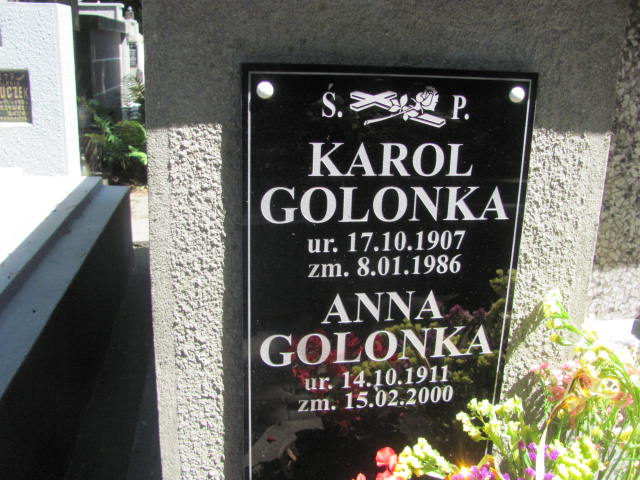 Ś. P.
KAROL
GOLONKA
ur. 17.10.1907
zm. 8.01.1986
ANNA
GOLONKA
ur. 14.10.1911
zm. 15.02.2000